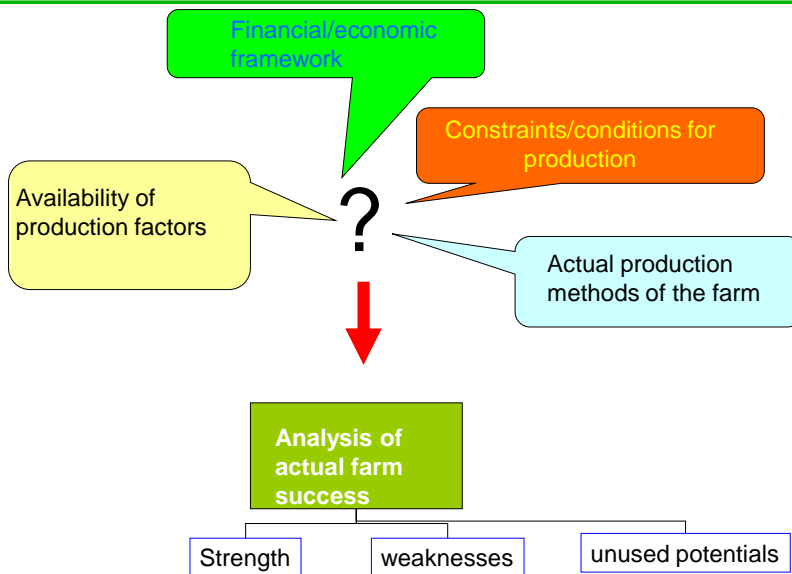 Financial/economic
framework
Constraints/conditions for
production
Availability of
production factors
?
Actual production
methods of the farm
Analysis of
actual farm
success
Strength
weaknesses
unused potentials